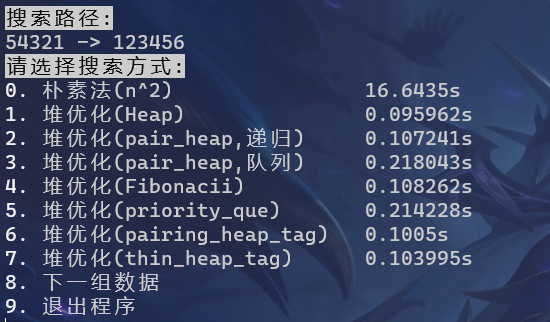 搜索路径:
54321 -> 123456
请选择搜索方式:
0. 朴素法(n^2) 16.6435s
1. 堆优化(Heap) 0.095962s
2. 堆优化(pair_heap,递归) 0.107241s
3. 堆优化(pair_heap,队列) 0.218043s
4. 堆优化(Fibonacii) 0.108262s
5. 堆优化(priority_que) 0.214228s
6. 堆优化(pairing_heap_tag) 0.1005s
7. 堆优化(thin_heap_tag) 0.103995s
8. 下一组数据
9. 退出程序